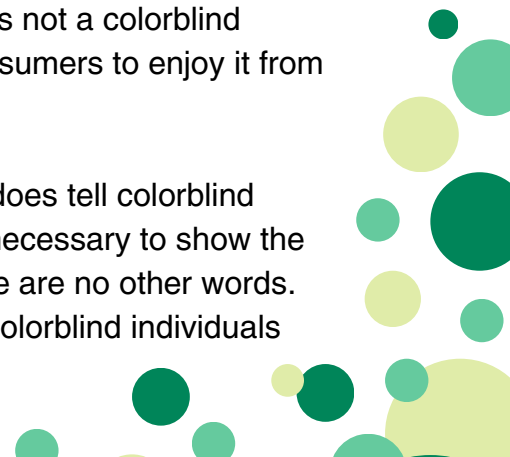 s not a colorblind
sumers to enjoy it from
does tell colorblind
necessary to show the
e are no other words.
olorblind individuals